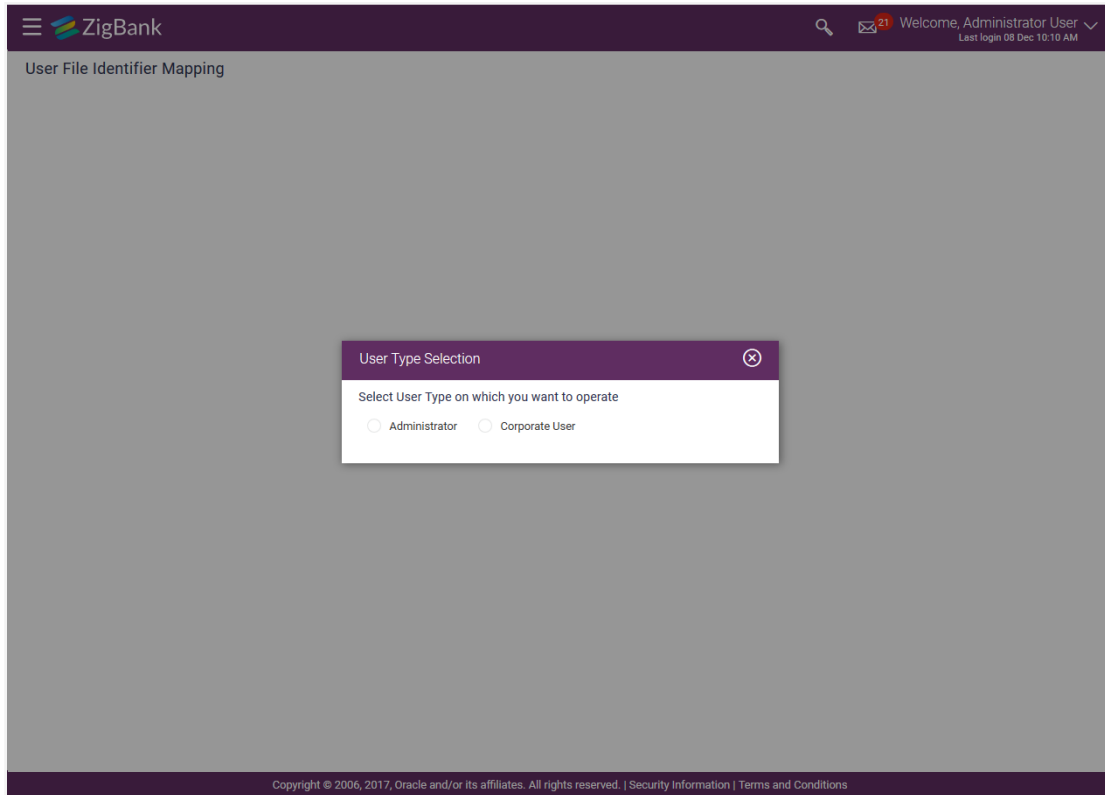 ZigBank
21
Welcome, Administrator User
Last login 08 Dec 10:10 AM
User File Identifier Mapping
User Type Selection
Select User Type on which you want to operate
Administrator Corporate User
Copyright © 2006, 2017, Oracle and/or its affiliates. All rights reserved. | Security Information | Terms and Conditions